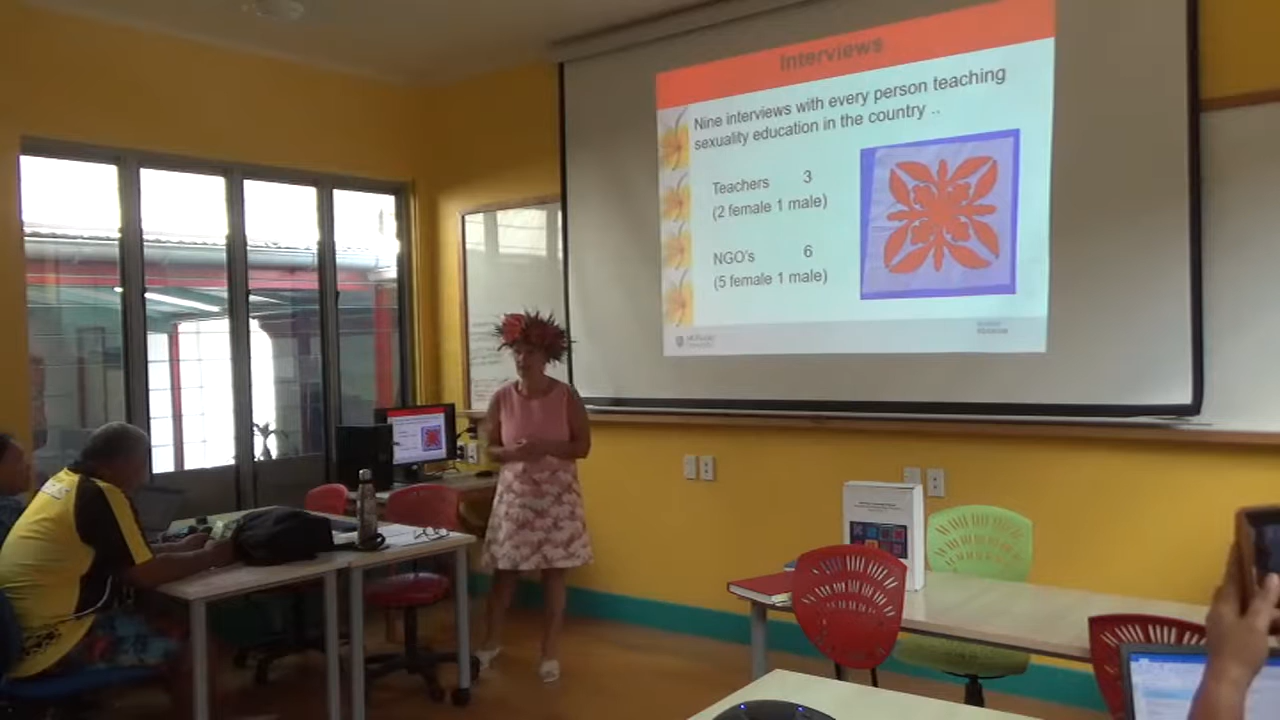 Interviews
Nine interviews with every person teaching
sexuality education in the country ..
Teachers 3
(2 female 1 male)
NGO's 6
(5 female 1 male)